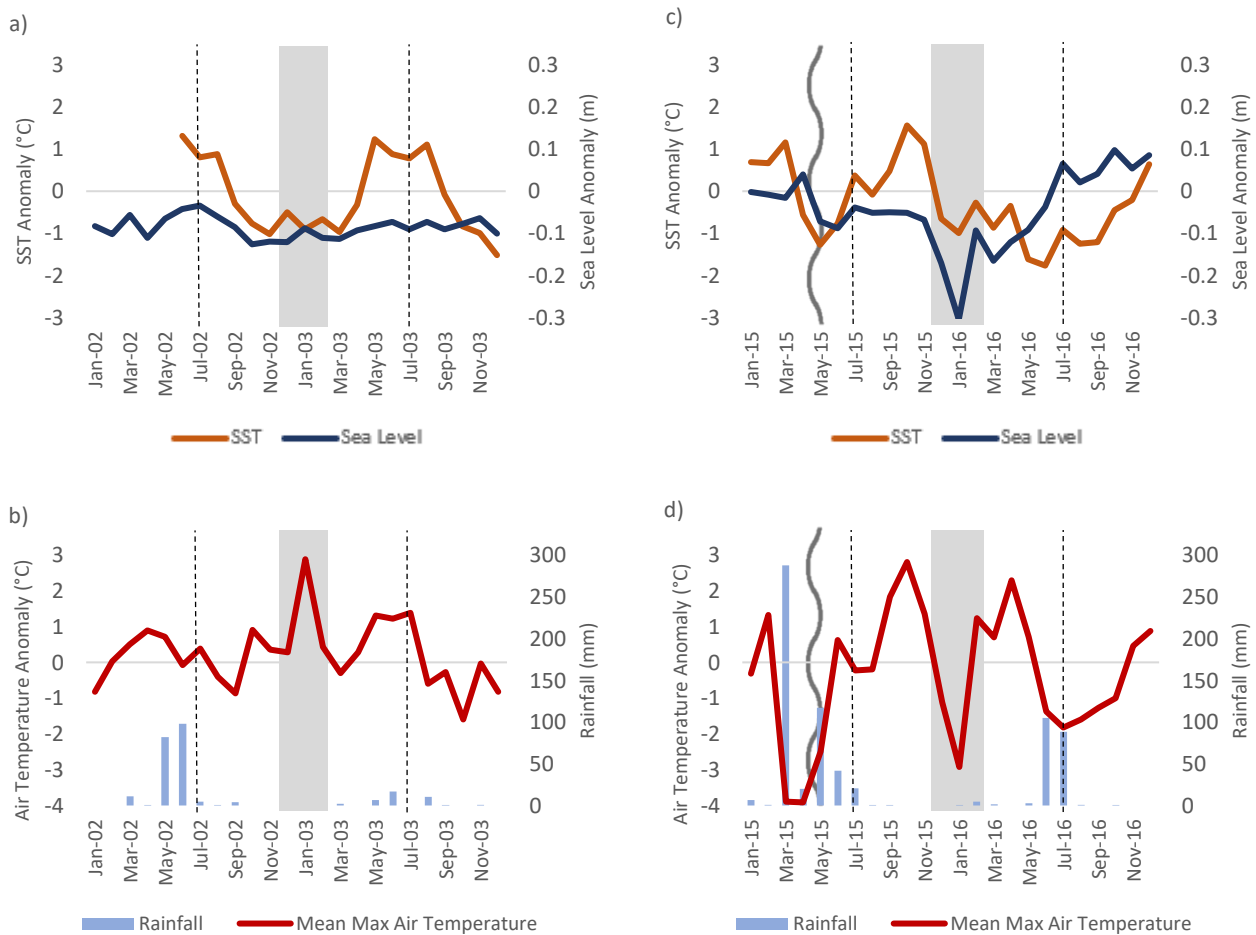 a)
SST Anomaly (°C)
3
2
1
0
-1
-2
-3
0.3
0.2
0.1
0
-0.1
-0.2
-0.3
Sea Level Anomaly (m)
Jan-02
Mar-02
May-02
Jul-02
Sep-02
Nov-02
Jan-03
Mar-03
May-03
Jul-03
Sep-03
Nov-03
SST
Sea Level
c)
SST Anomaly (°C)
3
2
1
0
-1
-2
-3
0.3
0.2
0.1
0
-0.1
-0.2
-0.3
Sea Level Anomaly (m)
Jan-15
Mar-15
May-15
Jul-15
Sep-15
Nov-15
Jan-16
Mar-16
May-16
Jul-16
Sep-16
Nov-16
SST
Sea Level
b)
Air Temperature Anomaly (°C)
3
2
1
0
-1
-2
-3
-4
300
250
200
150
100
50
0
Rainfall (mm)
Jan-02
Mar-02
May-02
Jul-02
Sep-02
Nov-02
Jan-03
Mar-03
May-03
Jul-03
Sep-03
Nov-03
Rainfall
Mean Max Air Temperature
d)
Air Temperature Anomaly (°C)
3
2
1
0
-1
-2
-3
-4
300
250
200
150
100
50
0
Rainfall (mm)
Jan-15
Mar-15
May-15
Jul-15
Sep-15
Nov-15
Jan-16
Mar-16
May-16
Jul-16
Sep-16
Nov-16
Rainfall
Mean Max Air Temperature